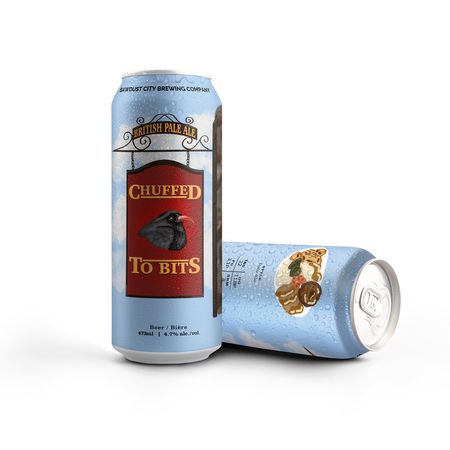 SAWDUST CITY BREWING COMPANY
BRITISH PALE ALE
CHUFFED
TO BITS
Beer / Bière
473ml | 4.7% alc./vol.